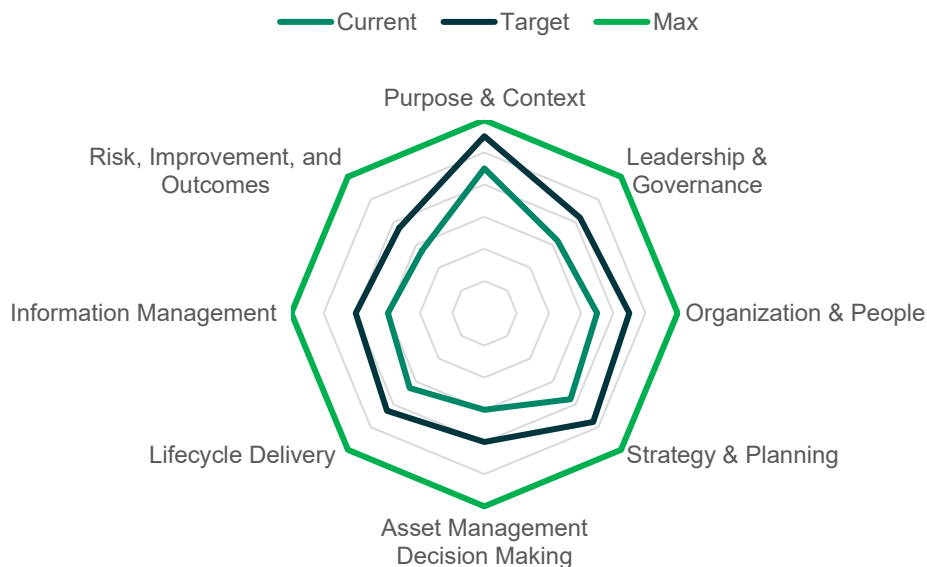 Current Target Max
Purpose & Context
Risk, Improvement, and
Outcomes
Leadership &
Governance
Information Management
Organization & People
Lifecycle Delivery
Strategy & Planning
Asset Management
Decision Making